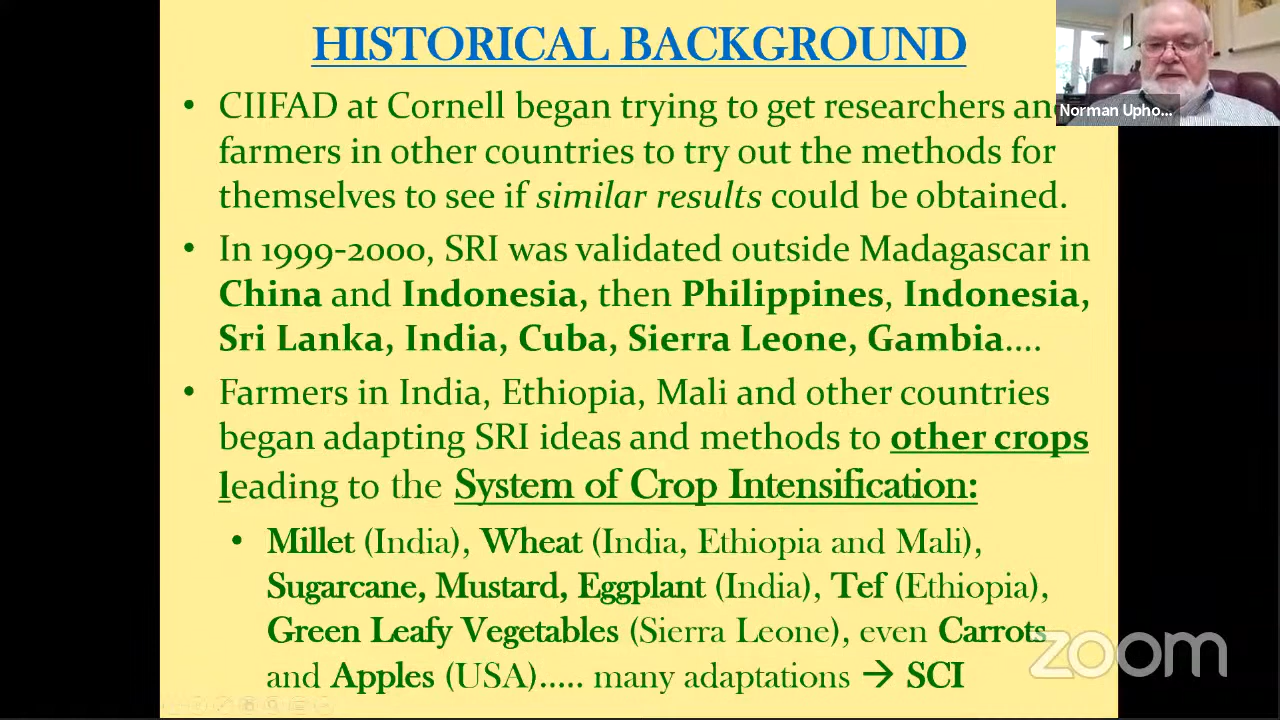 HISTORICAL BACKGROUND
• CIIFAD at Cornell began trying to get researchers an
farmers in other countries to try out the methods for
themselves to see if similar results could be obtained.
• In 1999-2000, SRI was validated outside Madagascar in
China and Indonesia, then Philippines, Indonesia,
Sri Lanka, India, Cuba, Sierra Leone, Gambia....
• Farmers in India, Ethiopia, Mali and other countries
began adapting SRI ideas and methods to other crops
leading to the System of Crop Intensification:
• Millet (India), Wheat (India, Ethiopia and Mali),
Sugarcane, Mustard, Eggplant (India), Tef (Ethiopia),
Green Leafy Vegetables (Sierra Leone), even Carrots
and Apples (USA)..... many adaptations → SCI
Norman Upho...
zoom